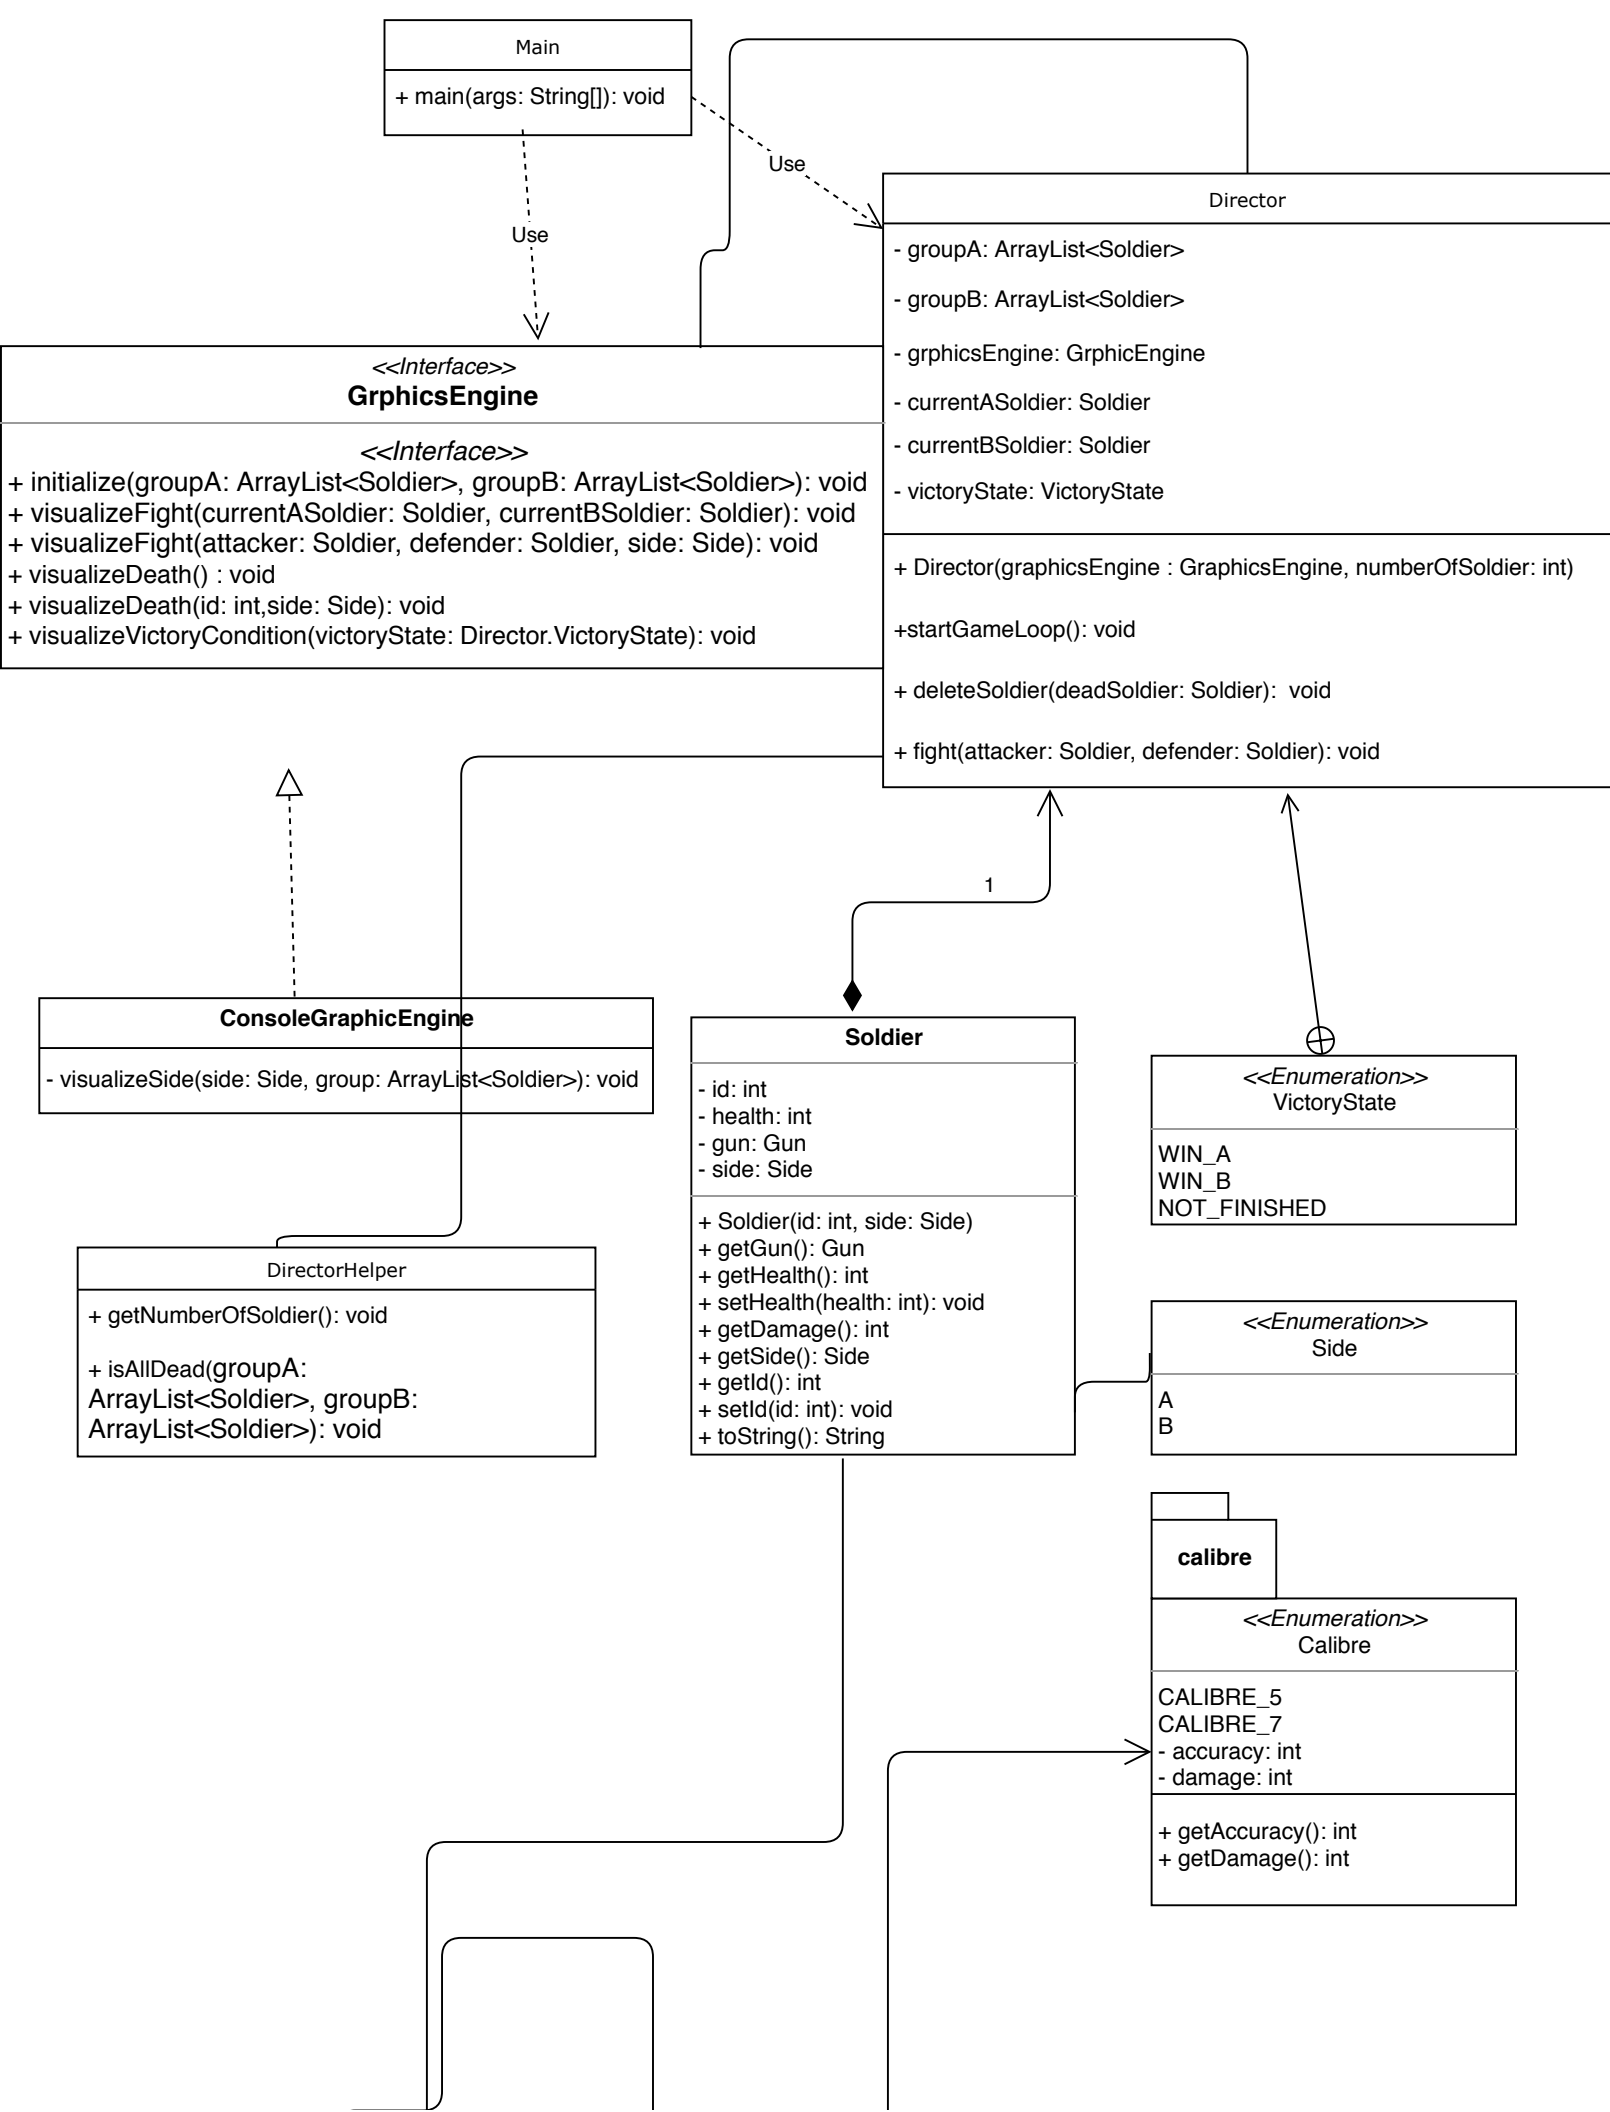 Main
+ main(args: String[]): void
Use
Use
Director
- groupA: ArrayList<Soldier>
- groupB: ArrayList<Soldier>
- grphicsEngine: GrphicEngine
- currentASoldier: Soldier
- currentBSoldier: Soldier
- victoryState: VictoryState
+ Director(graphicsEngine : GraphicsEngine, numberOfSoldier: int)
+startGameLoop(): void
+ deleteSoldier(deadSoldier: Soldier):  void
+ fight(attacker: Soldier, defender: Soldier): void
<<Interface>>
GrphicsEngine
<<Interface>>
+ initialize(groupA: ArrayList<Soldier>, groupB: ArrayList<Soldier>): void
+ visualizeFight(currentASoldier: Soldier, currentBSoldier: Soldier): void
+ visualizeFight(attacker: Soldier, defender: Soldier, side: Side): void
+ visualizeDeath() : void
+ visualizeDeath(id: int,side: Side): void
+ visualizeVictoryCondition(victoryState: Director.VictoryState): void
1
ConsoleGraphicEngine
- visualizeSide(side: Side, group: ArrayList<Soldier>): void
DirectorHelper
+ getNumberOfSoldier(): void
+ isAllDead(groupA:
ArrayList<Soldier>, groupB:
ArrayList<Soldier>): void
Soldier
- id: int
- health: int
- gun: Gun
- side: Side
+ Soldier(id: int, side: Side)
+ getGun(): Gun
+ getHealth(): int
+ setHealth(health: int): void
+ getDamage(): int
+ getSide(): Side
+ getId(): int
+ setId(id: int): void
+ toString(): String
<<Enumeration>>
VictoryState
WIN_A
WIN_B
NOT_FINISHED
<<Enumeration>>
Side
A
B
calibre
<<Enumeration>>
Calibre
CALIBRE_5
CALIBRE_7
- accuracy: int
- damage: int
+ getAccuracy(): int
+ getDamage(): int